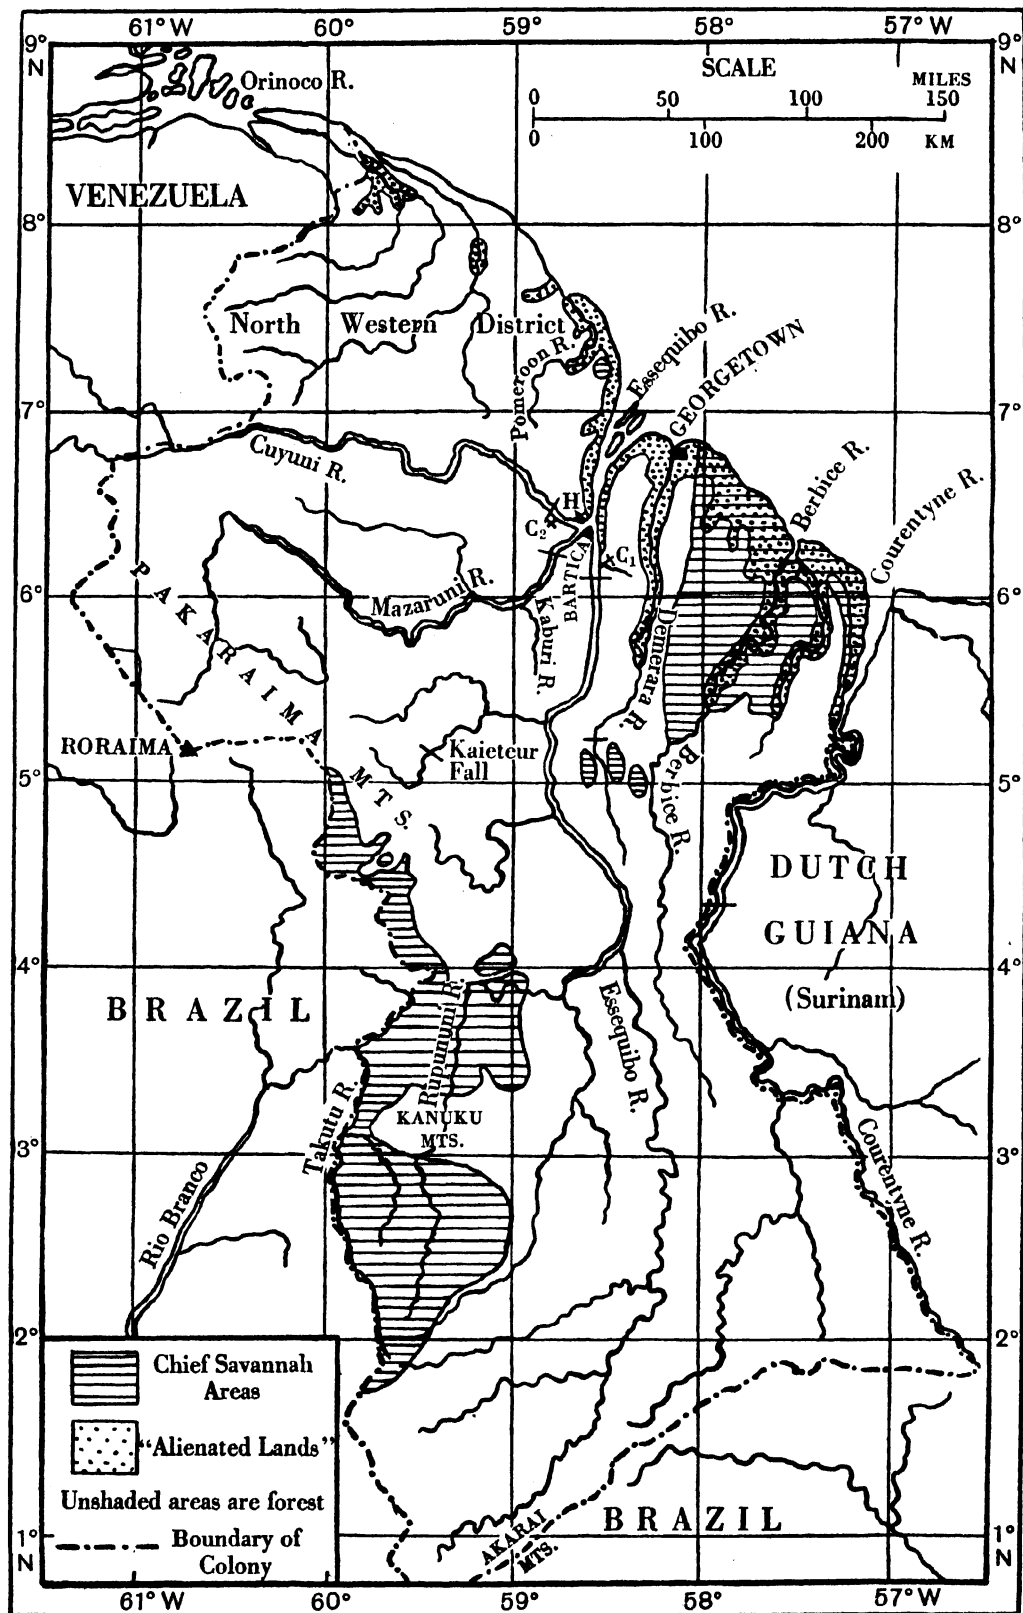 61°W 60° 59° 58° 57°W
9° N
9° N
SCALE
MILES
0 50 100 150
0 100 200 KM
Orinoco R.
VENEZUELA
8°
8°
North Western District
Pomeroon R.
Essequibo R.
GEORGETOWN
7°
7°
Cuyuni R.
Berbice R.
Courentyne R.
H
C2
C1
BARTICA
Mazaruni R.
Kaburi R.
Demerara R.
6°
6°
PAKARAIMA MTS.
RORAIMA
Kaieteur
Fall
Berbice R.
5°
5°
DUTCH
GUIANA
(Surinam)
4°
4°
BRAZIL
Rupununi R.
Essequibo R.
KANUKU
MTS.
Takutu R.
3°
3°
Courentyne R.
Rio Branco
2°
2°
Chief Savannah
Areas
"Alienated Lands"
Unshaded areas are forest
Boundary of
Colony
AKARAI
MTS.
BRAZIL
1° N
1° N
61°W 60° 59° 58° 57°W